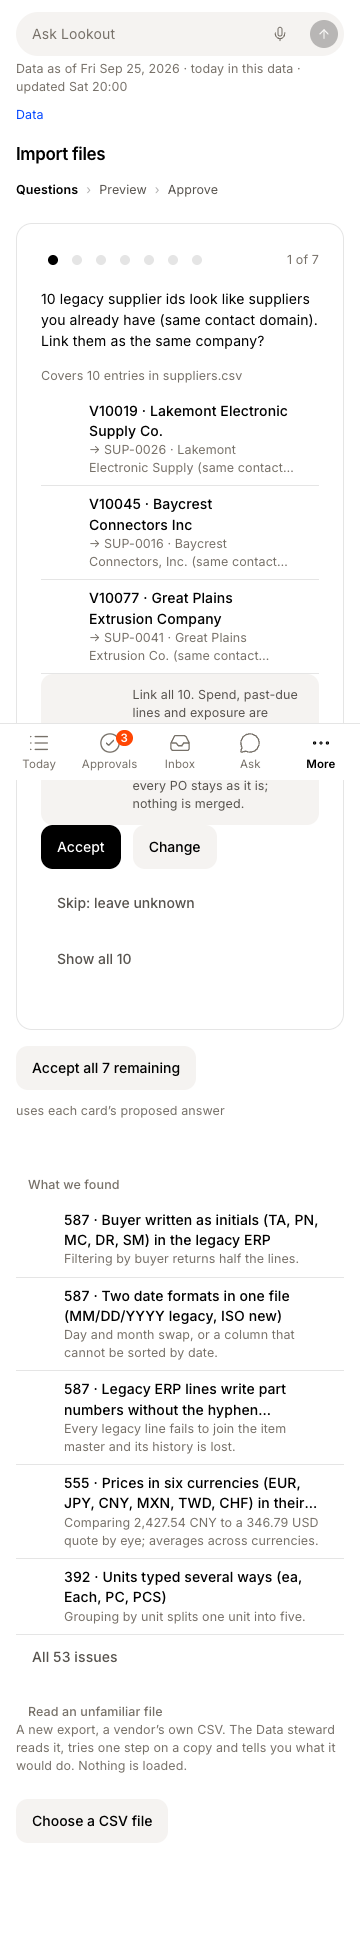 Ask Lookout
Data as of Fri Sep 25, 2026 · today in this data ·
updated Sat 20:00
Data
Import files
Questions › Preview › Approve
1 of 7
10 legacy supplier ids look like suppliers
you already have (same contact domain).
Link them as the same company?
Covers 10 entries in suppliers.csv
V10019 · Lakemont Electronic
Supply Co.
→ SUP-0026 · Lakemont
Electronic Supply (same contact...
V10045 · Baycrest
Connectors Inc
→ SUP-0016 · Baycrest
Connectors, Inc. (same contact...
V10077 · Great Plains
Extrusion Company
→ SUP-0041 · Great Plains
Extrusion Co. (same contact...
Link all 10. Spend, past-due
lines and exposure are
3
Today Approvals Inbox Ask More
every PO stays as it is;
nothing is merged.
Accept Change
Skip: leave unknown
Show all 10
Accept all 7 remaining
uses each card's proposed answer
What we found
587 · Buyer written as initials (TA, PN,
MC, DR, SM) in the legacy ERP
Filtering by buyer returns half the lines.
587 · Two date formats in one file
(MM/DD/YYYY legacy, ISO new)
Day and month swap, or a column that
cannot be sorted by date.
587 · Legacy ERP lines write part
numbers without the hyphen...
Every legacy line fails to join the item
master and its history is lost.
555 · Prices in six currencies (EUR,
JPY, CNY, MXN, TWD, CHF) in their...
Comparing 2,427.54 CNY to a 346.79 USD
quote by eye; averages across currencies.
392 · Units typed several ways (ea,
Each, PC, PCS)
Grouping by unit splits one unit into five.
All 53 issues
Read an unfamiliar file
A new export, a vendor's own CSV. The Data steward
reads it, tries one step on a copy and tells you what it
would do. Nothing is loaded.
Choose a CSV file